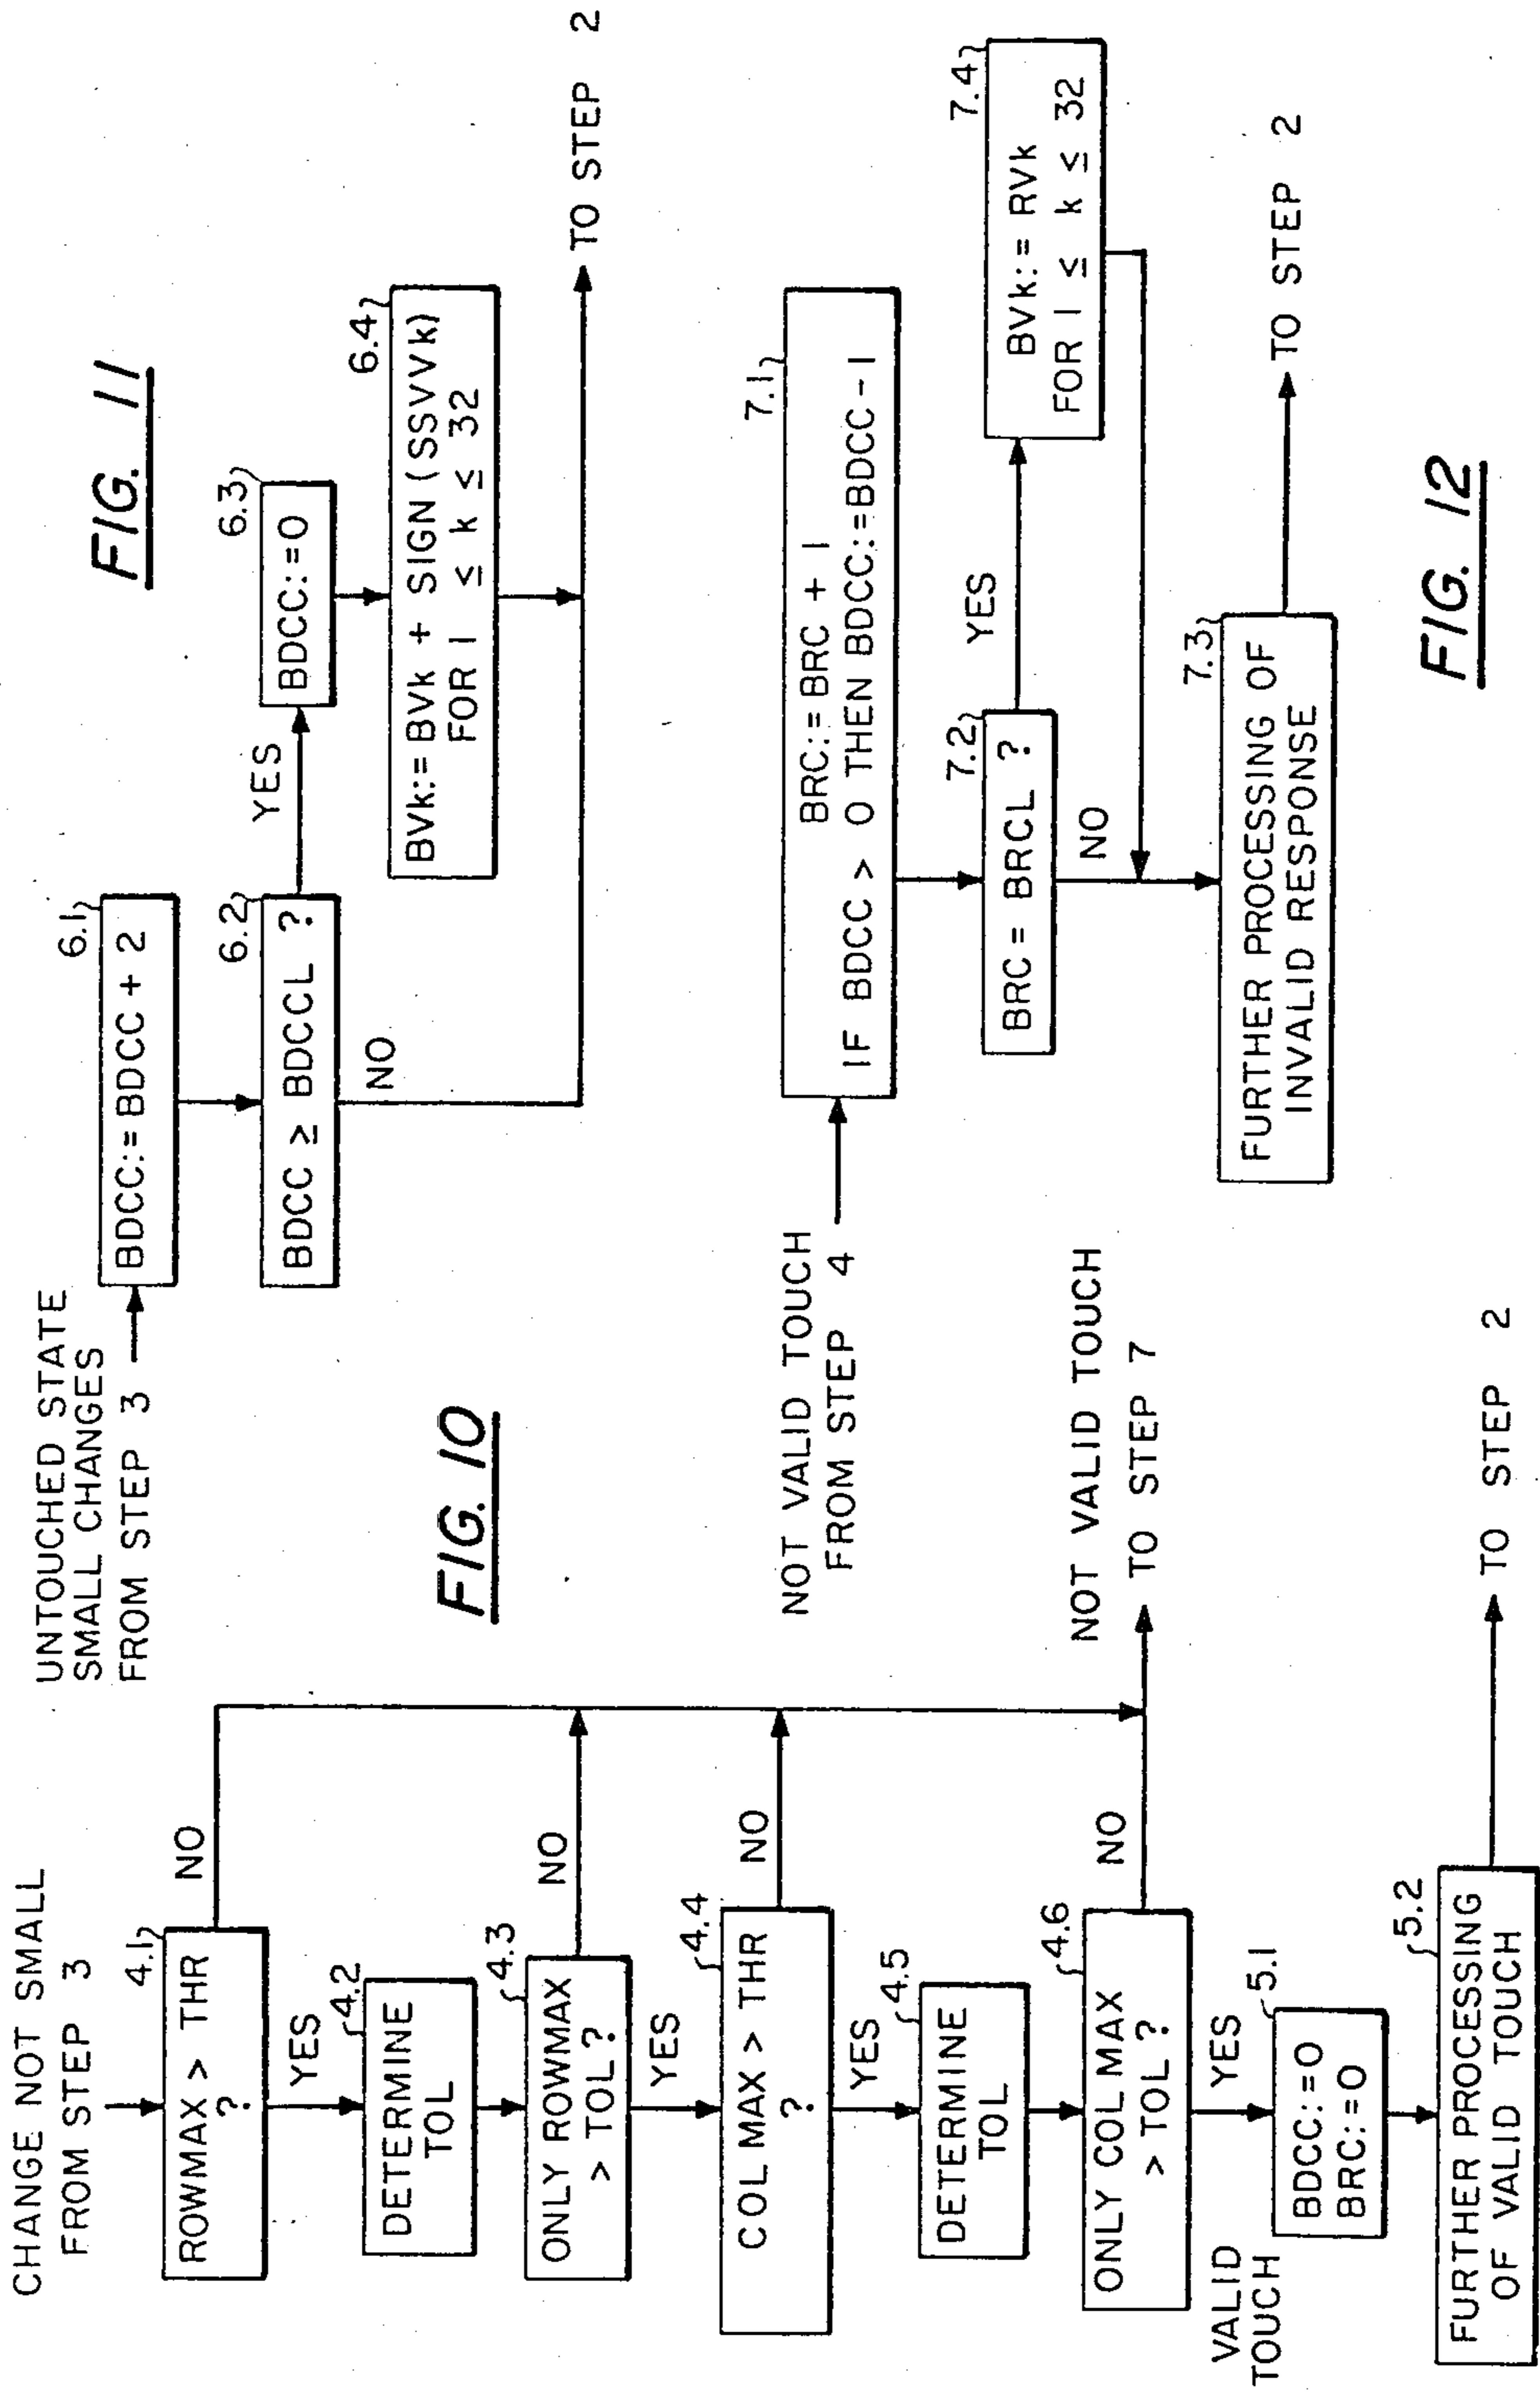 CHANGE NOT SMALL
FROM STEP 3
4.1
ROWMAX > THR
?
NO
YES
4.2
DETERMINE
TOL
4.3
ONLY ROWMAX
> TOL?
NO
YES
4.4
COL MAX > THR
?
NO
YES
4.5
DETERMINE
TOL
4.6
ONLY COL MAX
> TOL?
NO
NOT VALID TOUCH
TO STEP 7
YES
VALID
TOUCH
5.1
BDCC:=0
BRC:=0
5.2
FURTHER PROCESSING
OF VALID TOUCH
TO STEP 2
FIG. 10
UNTOUCHED STATE
SMALL CHANGES
FROM STEP 3
6.1
BDCC:=BDCC + 2
6.2
BDCC ≥ BDCCL ?
YES
NO
6.3
BDCC:=0
6.4
BVk:= BVk + SIGN (SSVVk)
FOR 1 ≤ k ≤ 32
TO STEP 2
FIG. 11
NOT VALID TOUCH
FROM STEP 4
7.1
BRC:= BRC + 1
IF BDCC > 0 THEN BDCC:=BDCC-1
7.2
BRC = BRCL ?
YES
NO
7.4
BVk:= RVk
FOR 1 ≤ k ≤ 32
7.3
FURTHER PROCESSING OF
INVALID RESPONSE
TO STEP 2
FIG. 12